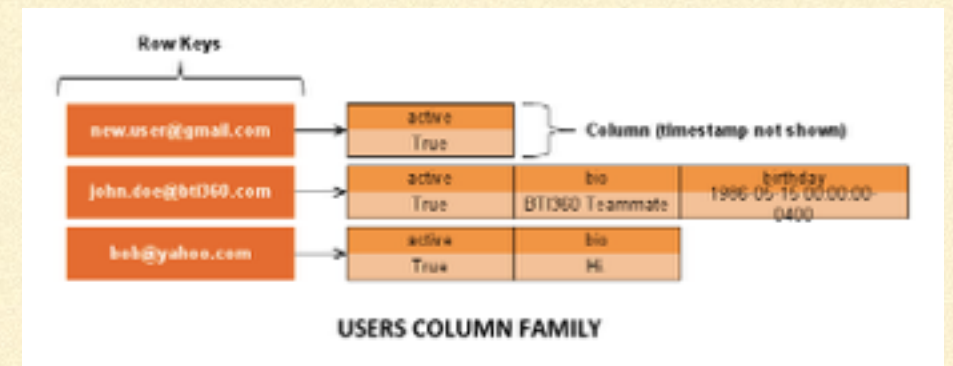 Row Keys
new.user@gmail.com
active
True
Column (timestamp not shown)
john.doe@bti360.com
active
bio
birthday
True
BTI360 Teammate
1986-05-15 00:00:00-
0400
bob@yahoo.com
active
bio
True
Hi
USERS COLUMN FAMILY